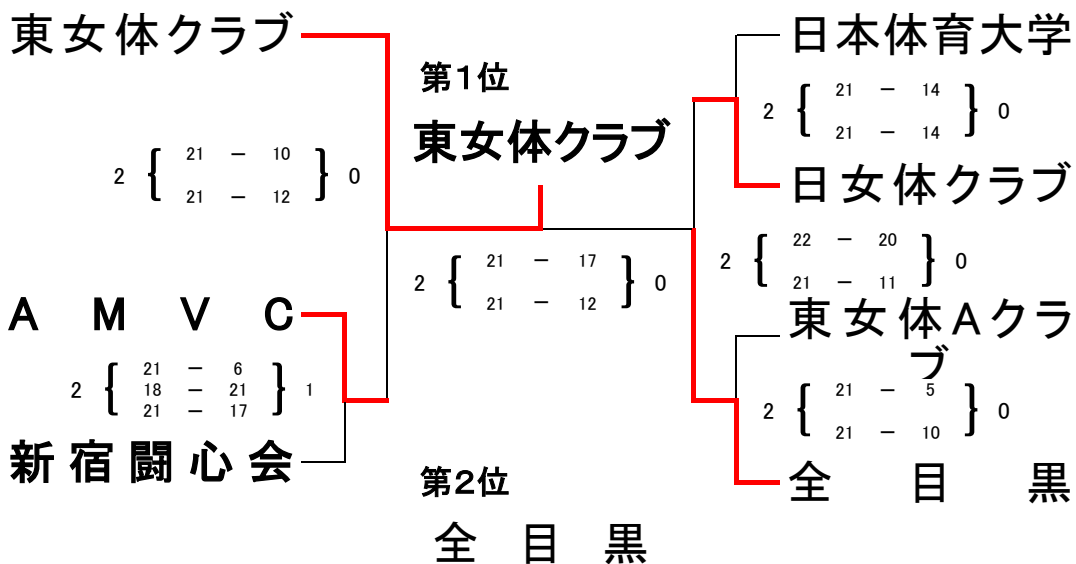 東女体クラブ
2 { 21 － 10 } 0
21 － 12
A M V C
2 { 21 － 6 } 1
18 － 21
21 － 17
新宿闘心会
第1位
東女体クラブ
2 { 21 － 17 } 0
21 － 12
第2位
全目黒
日本体育大学
2 { 21 － 14 } 0
21 － 14
日女体クラブ
2 { 22 － 20 } 0
21 － 11
東女体Aクラ
ブ
2 { 21 － 5 } 0
21 － 10
全目黒